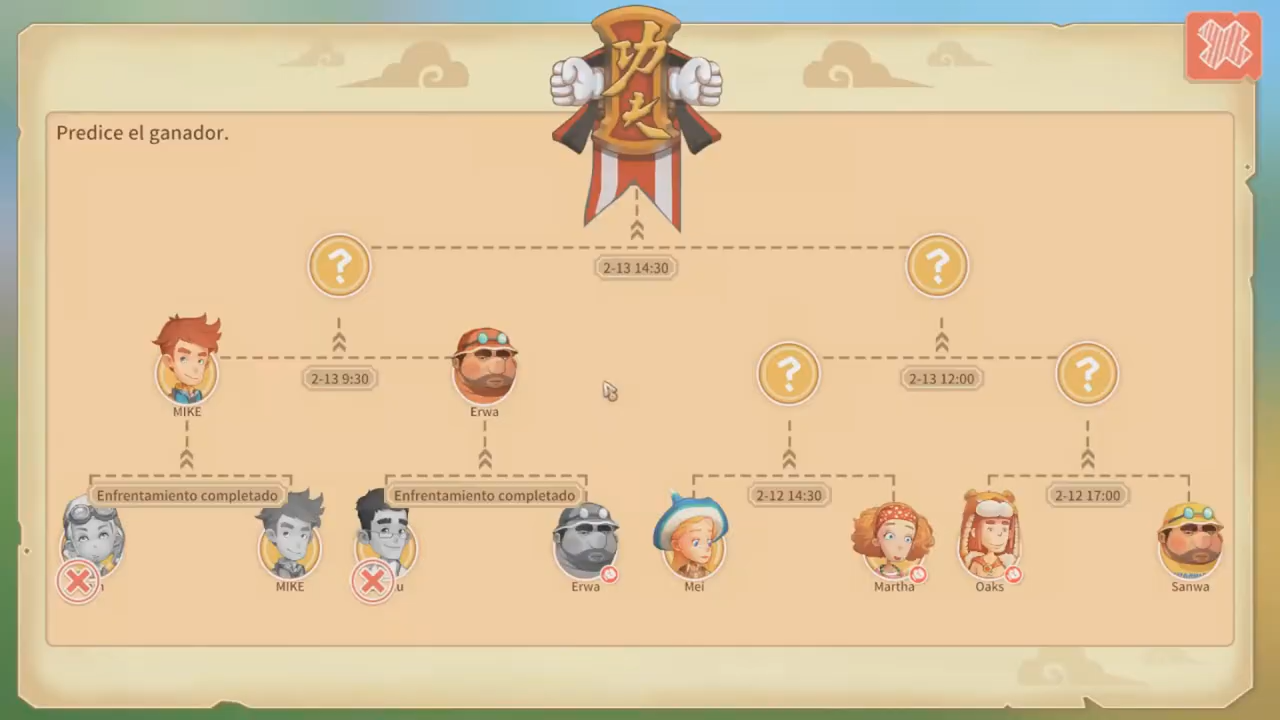 功
夫
Predice el ganador.
2-13 14:30
MIKE
2-13 9:30
Erwa
2-13 12:00
Enfrentamiento completado
Enfrentamiento completado
2-12 14:30
2-12 17:00
MIKE
Erwa
Mei
Martha
Oaks
Sanwa